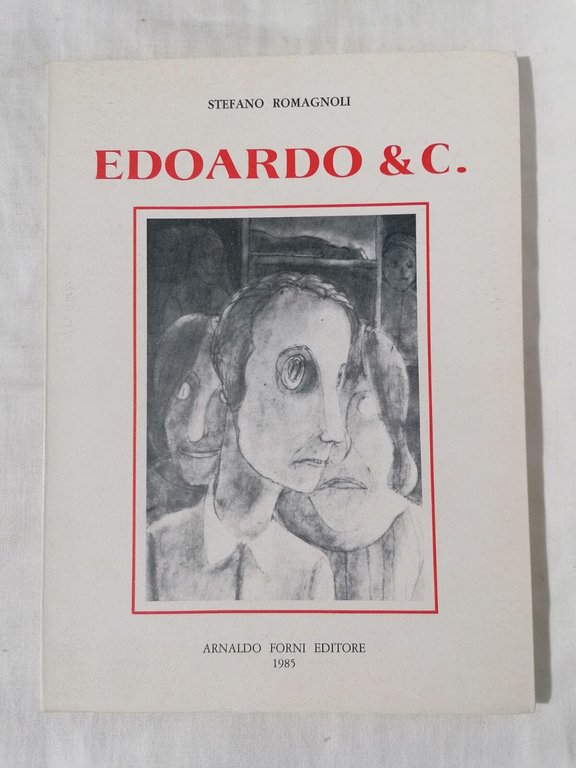 STEFANO ROMAGNOLI
EDOARDO & C.
ARNALDO FORNI EDITORE
1985